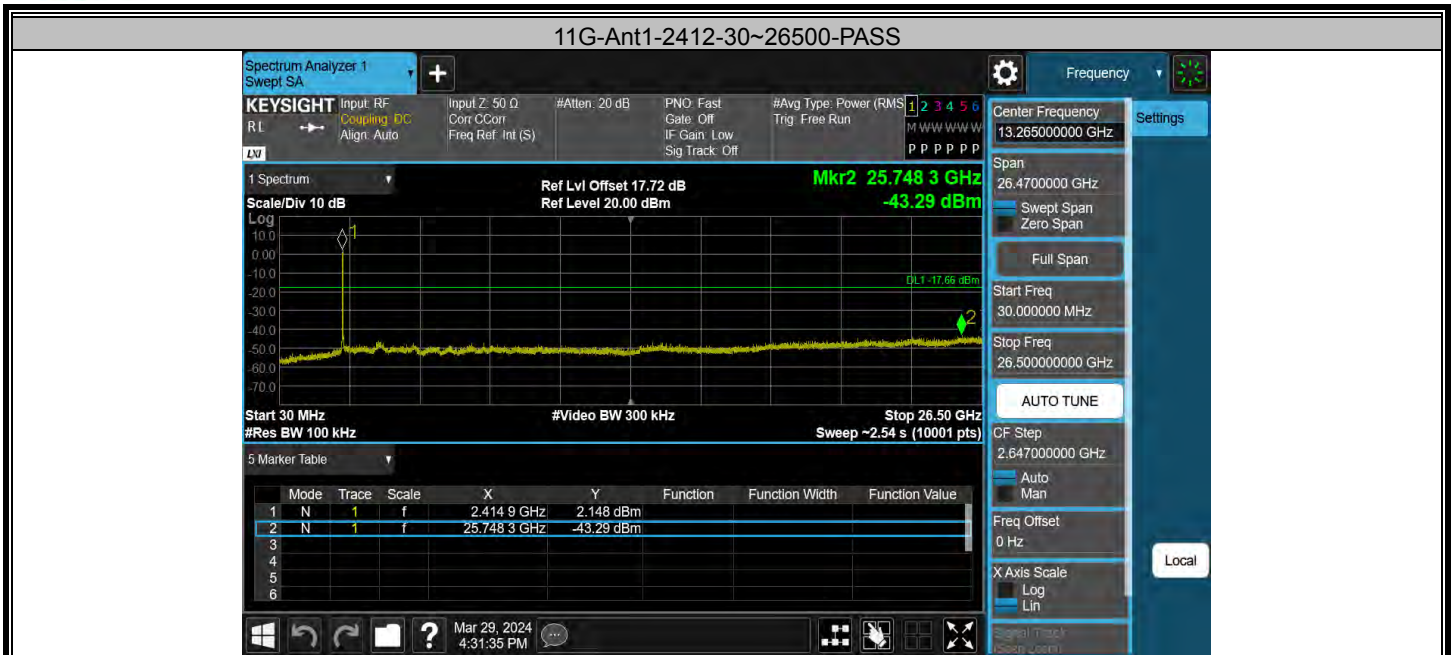 11G-Ant1-2412-30~26500-PASS
Spectrum Analyzer 1
Swept SA
+
Frequency
KEYSIGHT
RL
LXI
Input: RF
Coupling: DC
Align: Auto
Input Z: 50 Ω
Corr CCorr
Freq Ref: Int (S)
#Atten: 20 dB
PNO: Fast
Gate: Off
IF Gain: Low
Sig Track: Off
#Avg Type: Power (RMS
Trig: Free Run
1 2 3 4 5 6
M W W W W W
P P P P P P
1 Spectrum
Scale/Div 10 dB
Ref Lvl Offset 17.72 dB
Ref Level 20.00 dBm
Mkr2 25.748 3 GHz
-43.29 dBm
Log
10.0
0.00
-10.0
-20.0
-30.0
-40.0
-50.0
-60.0
-70.0
1
DL1 -17.66 dBm
2
Start 30 MHz
#Res BW 100 kHz
#Video BW 300 kHz
Stop 26.50 GHz
Sweep ~2.54 s (10001 pts)
5 Marker Table
Mode Trace Scale X Y Function Function Width Function Value
1 N 1 f 2.414 9 GHz 2.148 dBm
2 N 1 f 25.748 3 GHz -43.29 dBm
3
4
5
6
Mar 29, 2024
4:31:35 PM
Center Frequency
13.265000000 GHz
Settings
Span
26.4700000 GHz
Swept Span
Zero Span
Full Span
Start Freq
30.000000 MHz
Stop Freq
26.500000000 GHz
AUTO TUNE
CF Step
2.647000000 GHz
Auto
Man
Freq Offset
0 Hz
X Axis Scale
Log
Lin
Signal Track
(Span Zoom)
Local